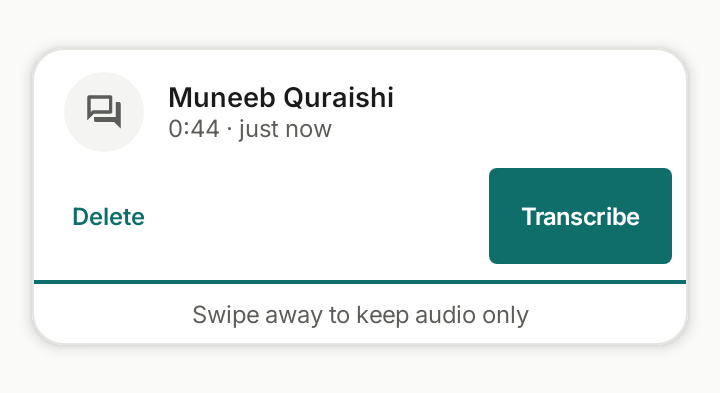 Muneeb Quraishi
0:44 · just now
Delete
Transcribe
Swipe away to keep audio only